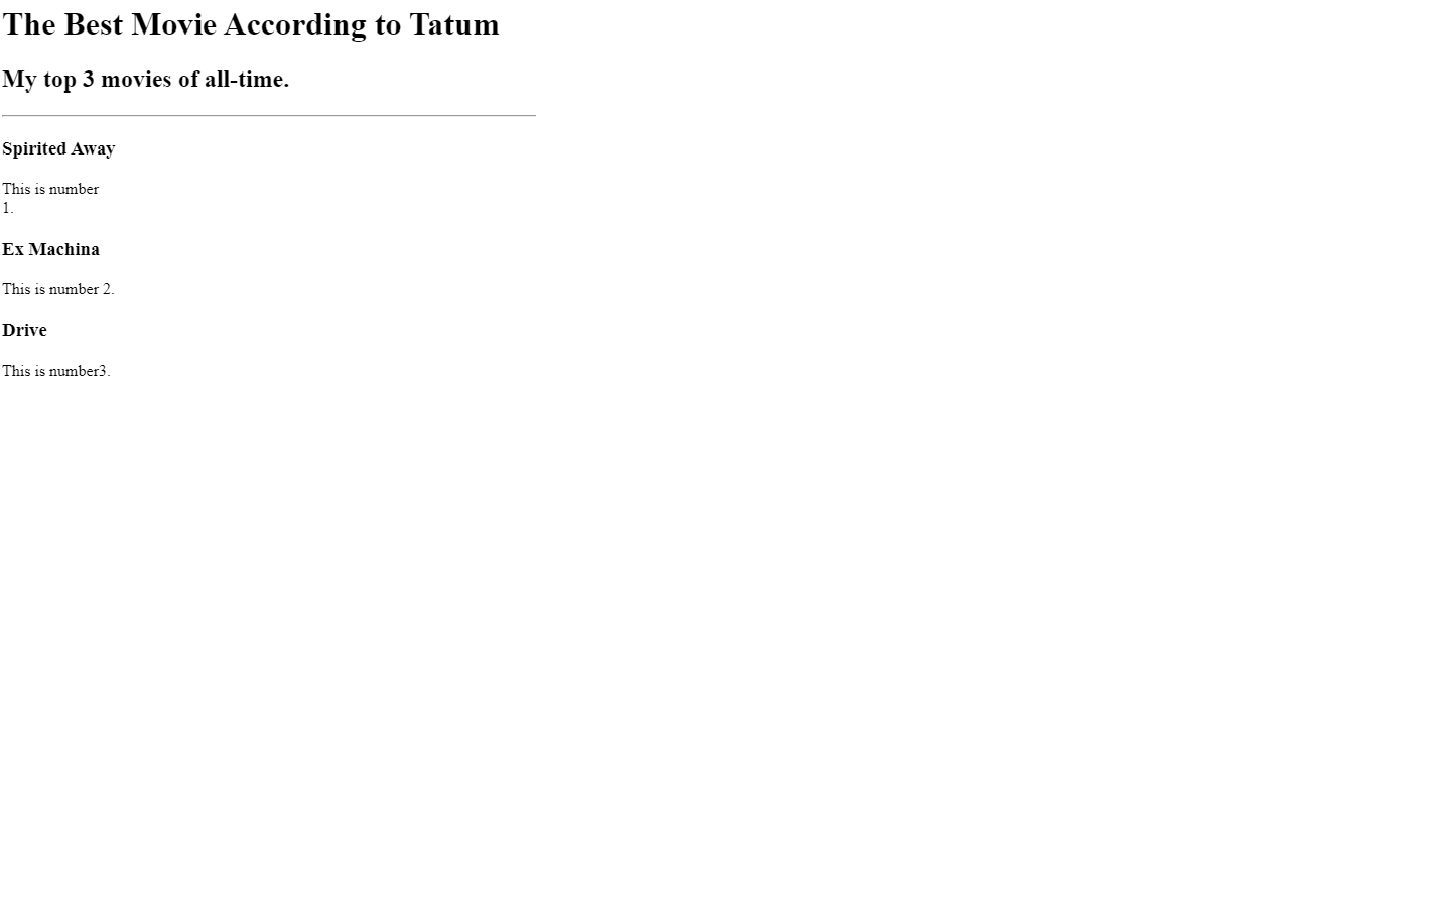 The Best Movie According to Tatum
My top 3 movies of all-time.
Spirited Away
This is number
1.
Ex Machina
This is number 2.
Drive
This is number3.